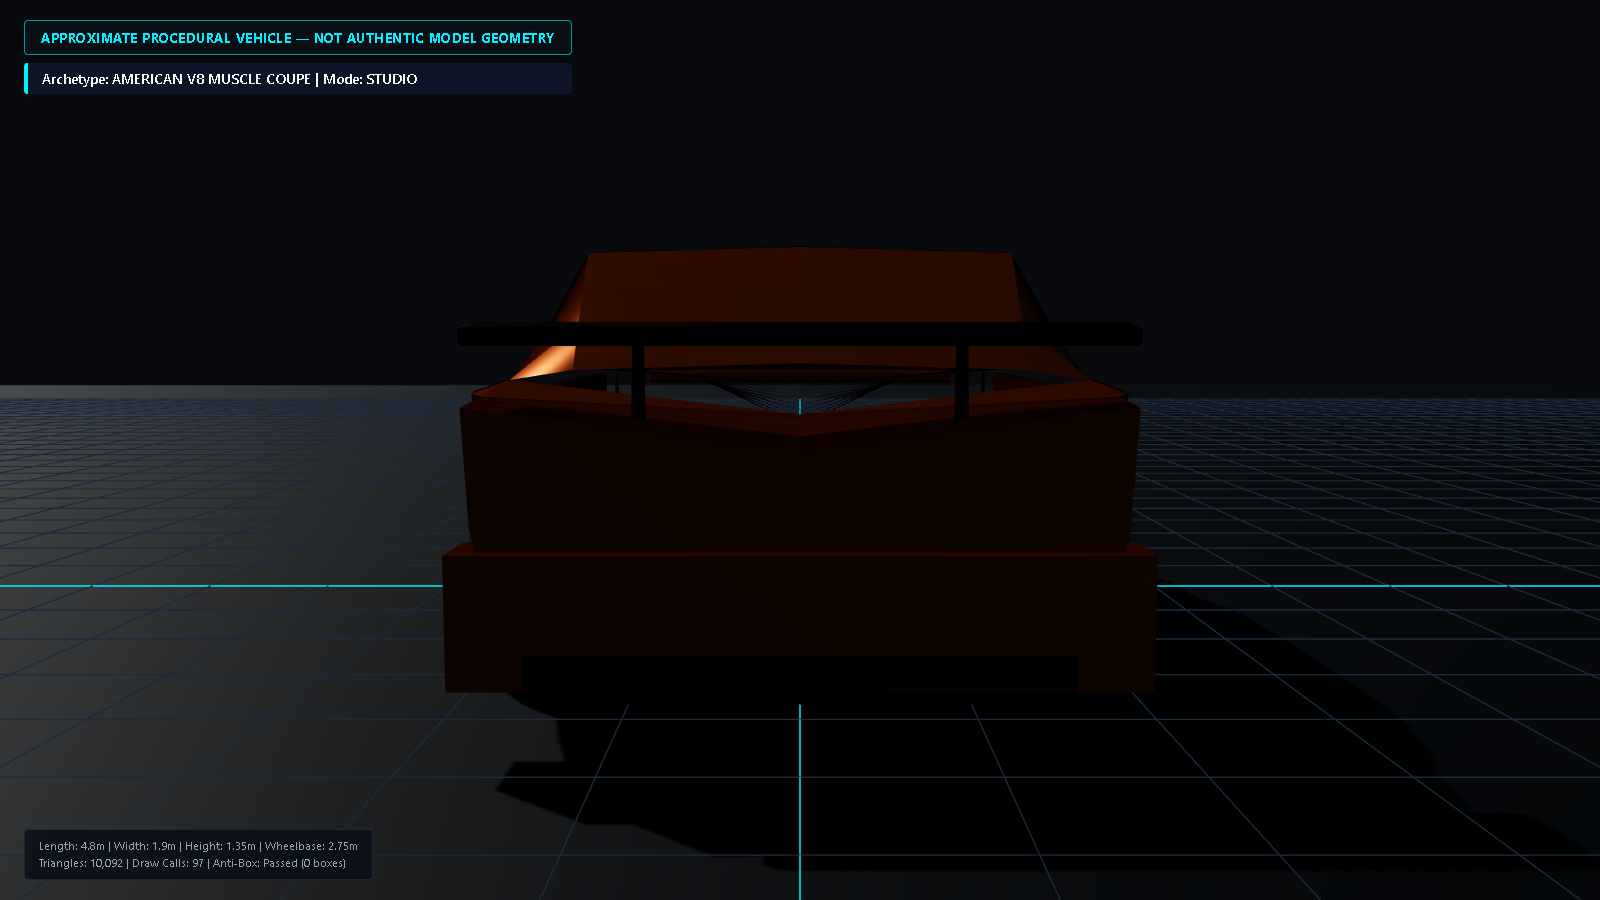 APPROXIMATE PROCEDURAL VEHICLE — NOT AUTHENTIC MODEL GEOMETRY
Archetype: AMERICAN V8 MUSCLE COUPE | Mode: STUDIO
Length: 4.8m | Width: 1.9m | Height: 1.35m | Wheelbase: 2.75m
Triangles: 10,092 | Draw Calls: 97 | Anti-Box: Passed (0 boxes)